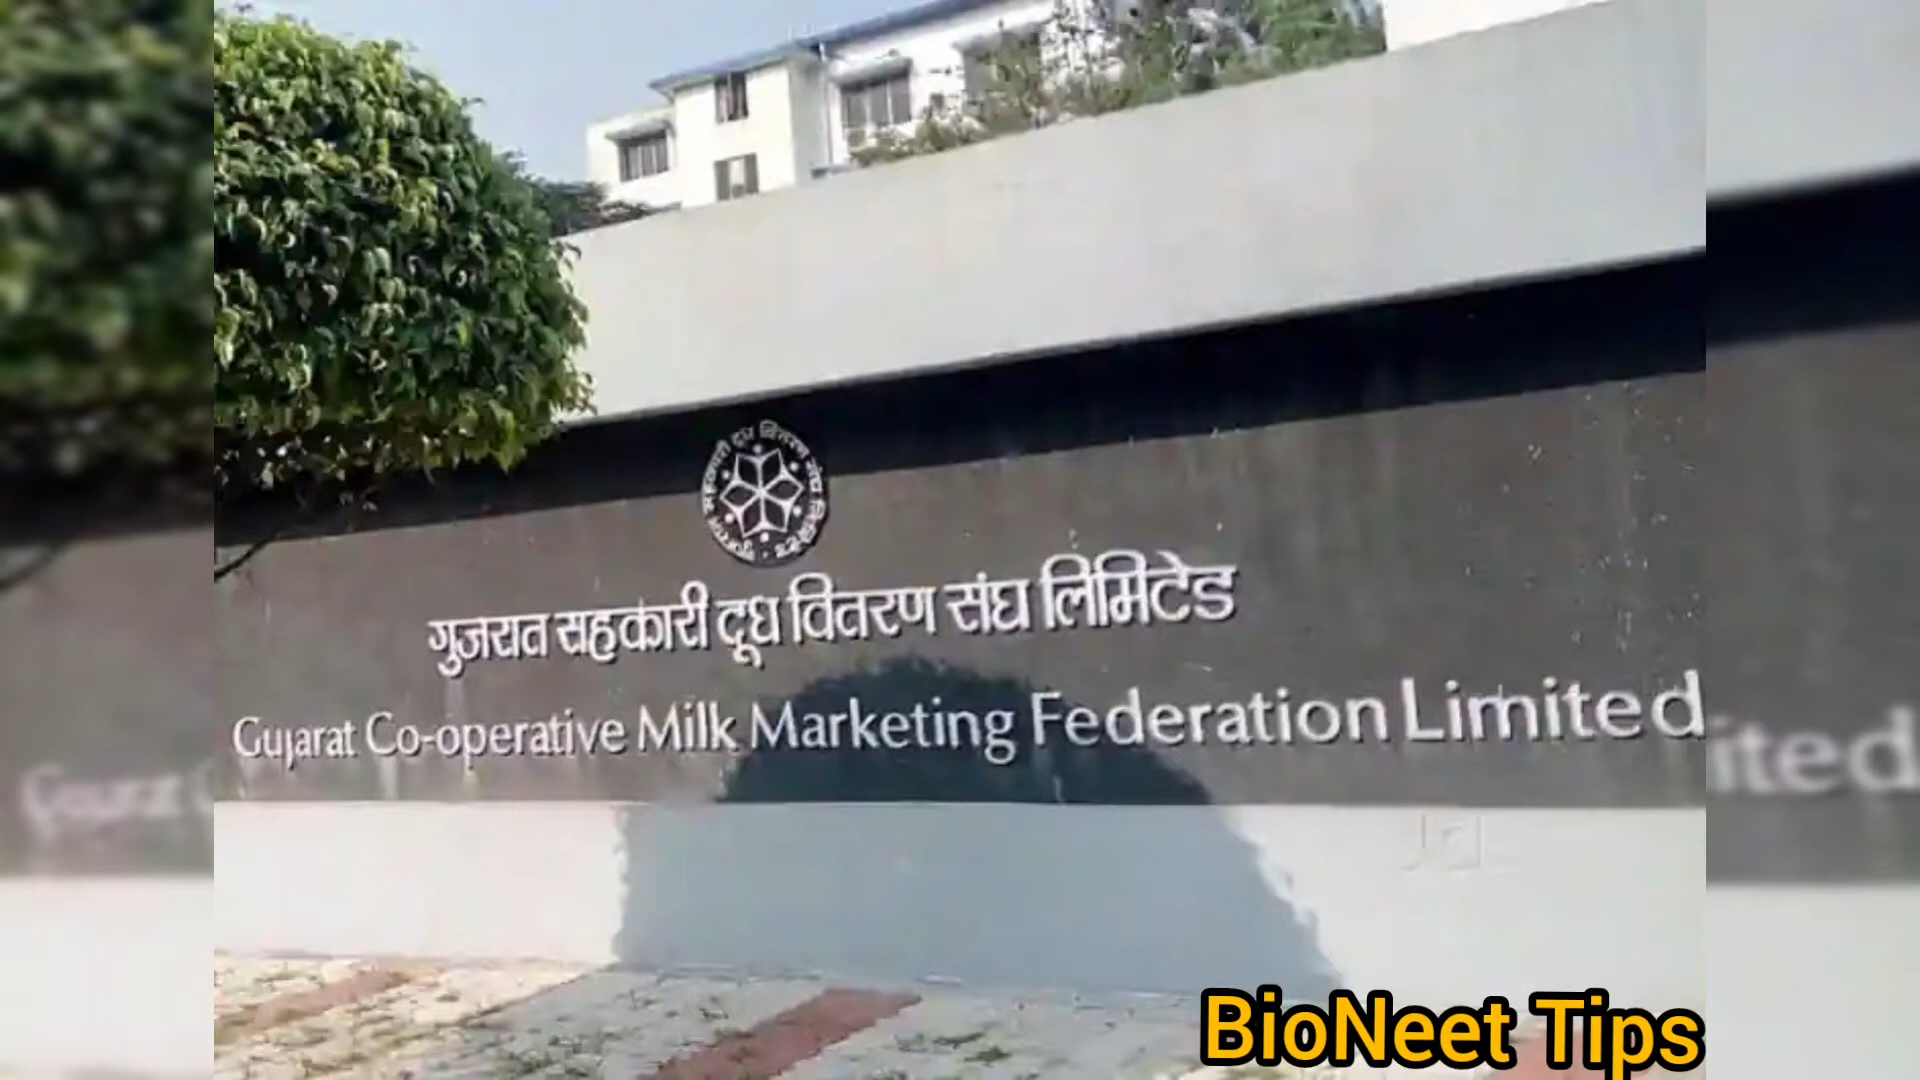 गुजरात सहकारी दूध वितरण संघ लिमिटेड
Gujarat Co-operative Milk Marketing Federation Limited
BioNeet Tips